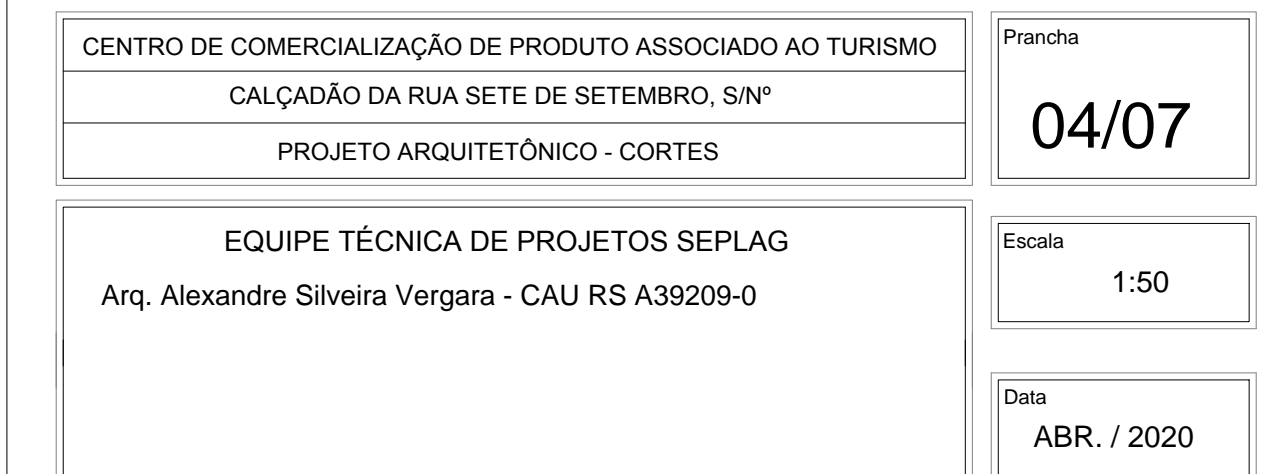 CENTRO DE COMERCIALIZAÇÃO DE PRODUTO ASSOCIADO AO TURISMO
CALÇADÃO DA RUA SETE DE SETEMBRO, S/Nº
PROJETO ARQUITETÔNICO - CORTES
Prancha
04/07
EQUIPE TÉCNICA DE PROJETOS SEPLAG
Arq. Alexandre Silveira Vergara - CAU RS A39209-0
Escala
1:50
Data
ABR. / 2020